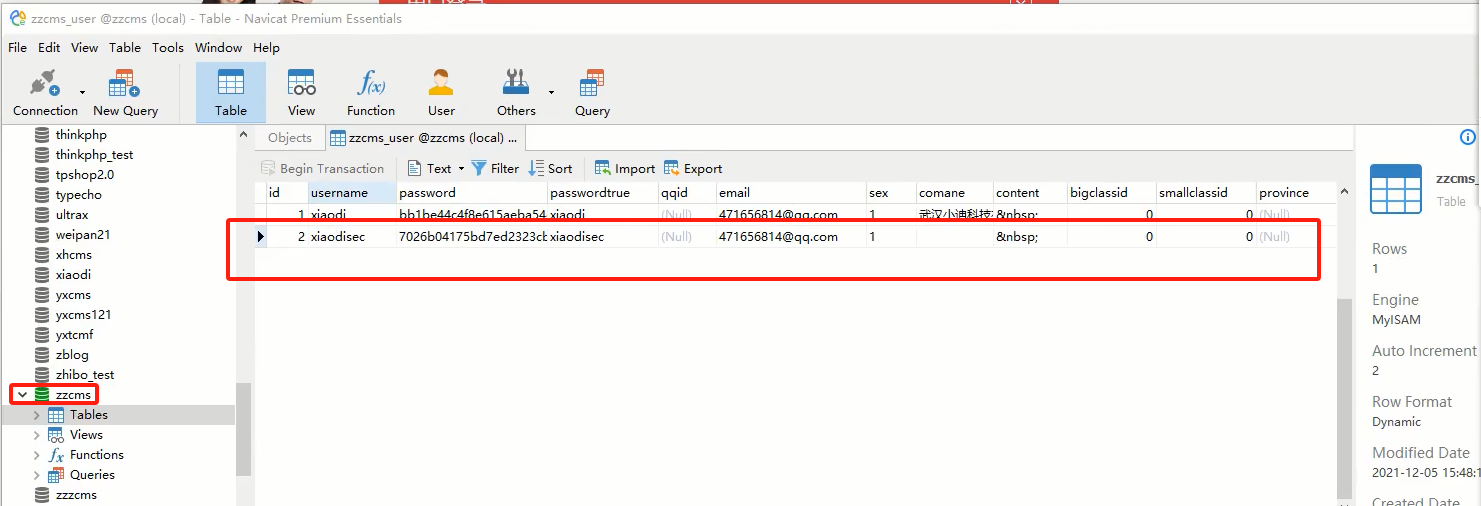 zzcms_user @zzcms (local) - Table - Navicat Premium Essentials
File Edit View Table Tools Window Help
Connection New Query Table View Function User Others Query
thinkphp
thinkphp_test
tpshop2.0
typecho
ultrax
weipan21
xhcms
xiaodi
yxcms
yxcms121
yxtcmf
zblog
zhibo_test
zzcms
Tables
Views
Functions
Queries
zzzcms
Objects zzcms_user @zzcms (local) ...
Begin Transaction Text Filter Sort Import Export
id username password passwordtrue qqid email sex comane content bigclassid smallclassid province
1 xiaodi bb1be44c4f8e615aeba54 xiaodi (Null) 471656814@qq.com 1 武汉小迪科技 &nbsp; 0 0 (Null)
2 xiaodisec 7026b04175bd7ed2323cb xiaodisec (Null) 471656814@qq.com 1 &nbsp; 0 0 (Null)
zzcms_
Table
Rows
1
Engine
MyISAM
Auto Increment
2
Row Format
Dynamic
Modified Date
2021-12-05 15:48:1
Created Date